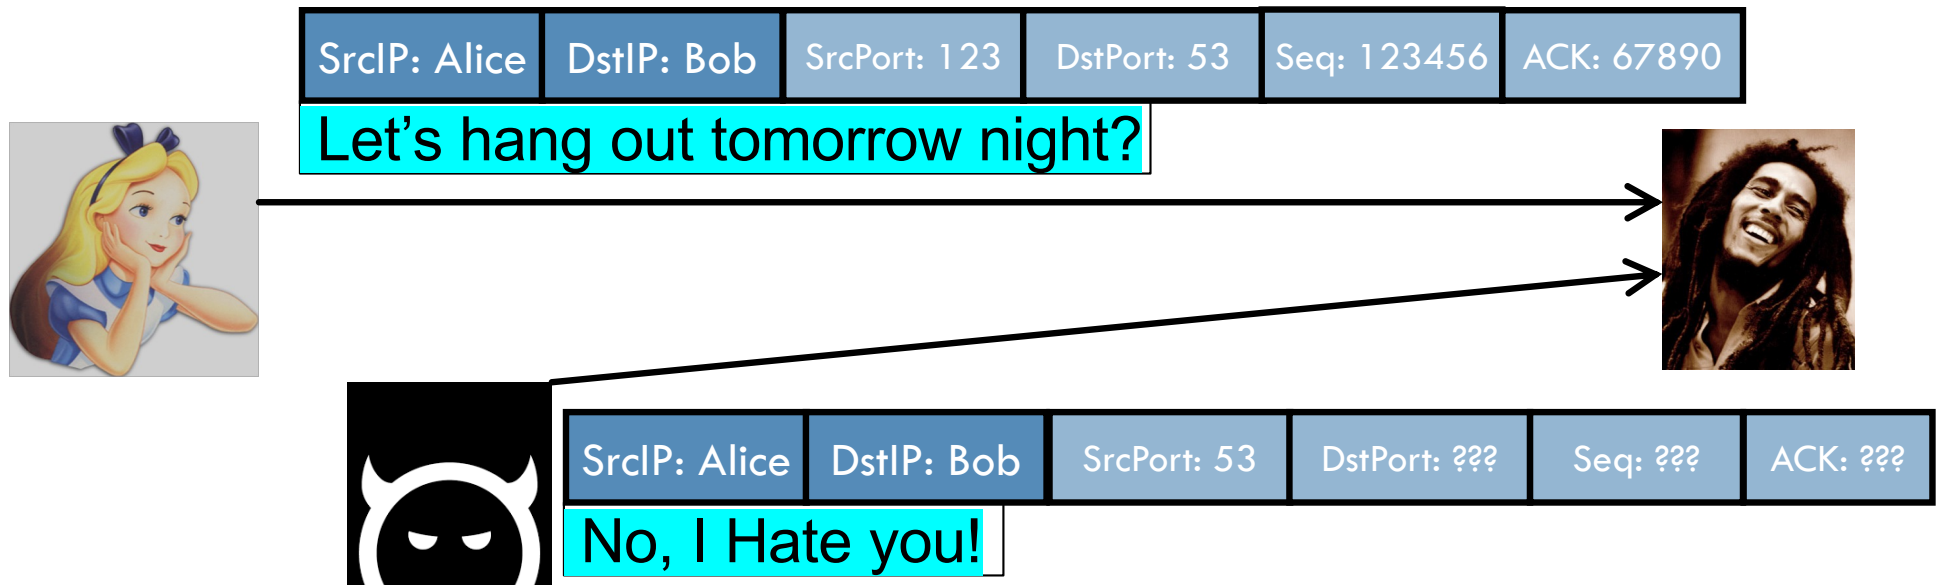 SrcIP: Alice DstIP: Bob SrcPort: 123 DstPort: 53 Seq: 123456 ACK: 67890
Let’s hang out tomorrow night?
SrcIP: Alice DstIP: Bob SrcPort: 53 DstPort: ??? Seq: ??? ACK: ???
No, I Hate you!